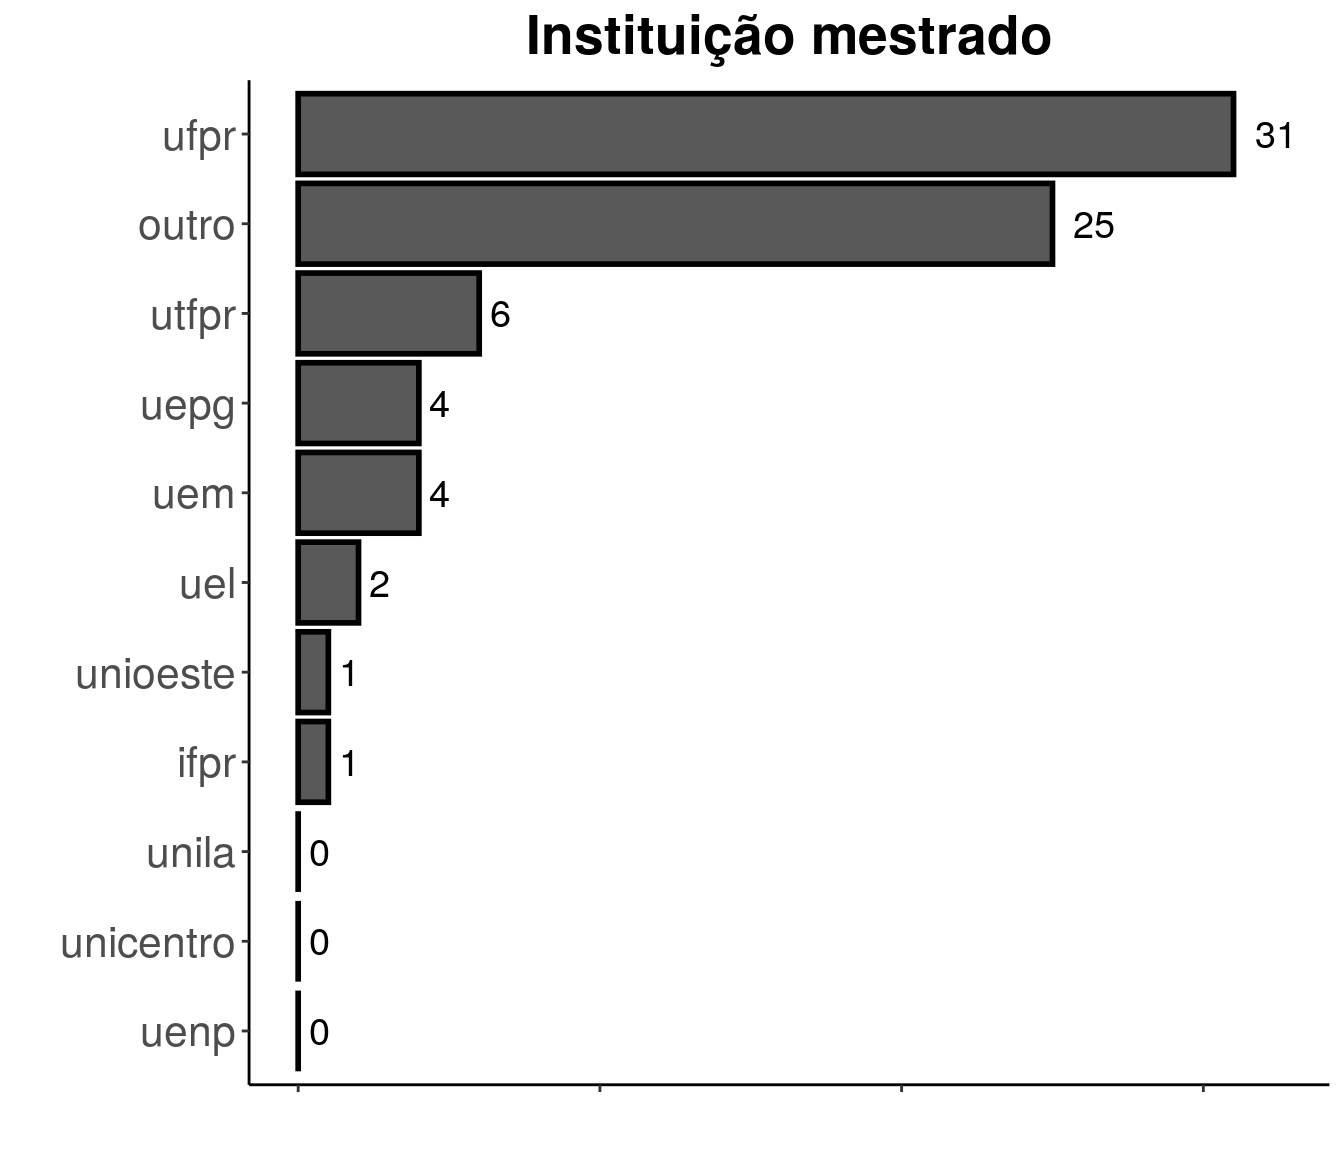 Instituição mestrado
ufpr 31
outro 25
utfpr 6
uepg 4
uem 4
uel 2
unioeste 1
ifpr 1
unila 0
unicentro 0
uenp 0